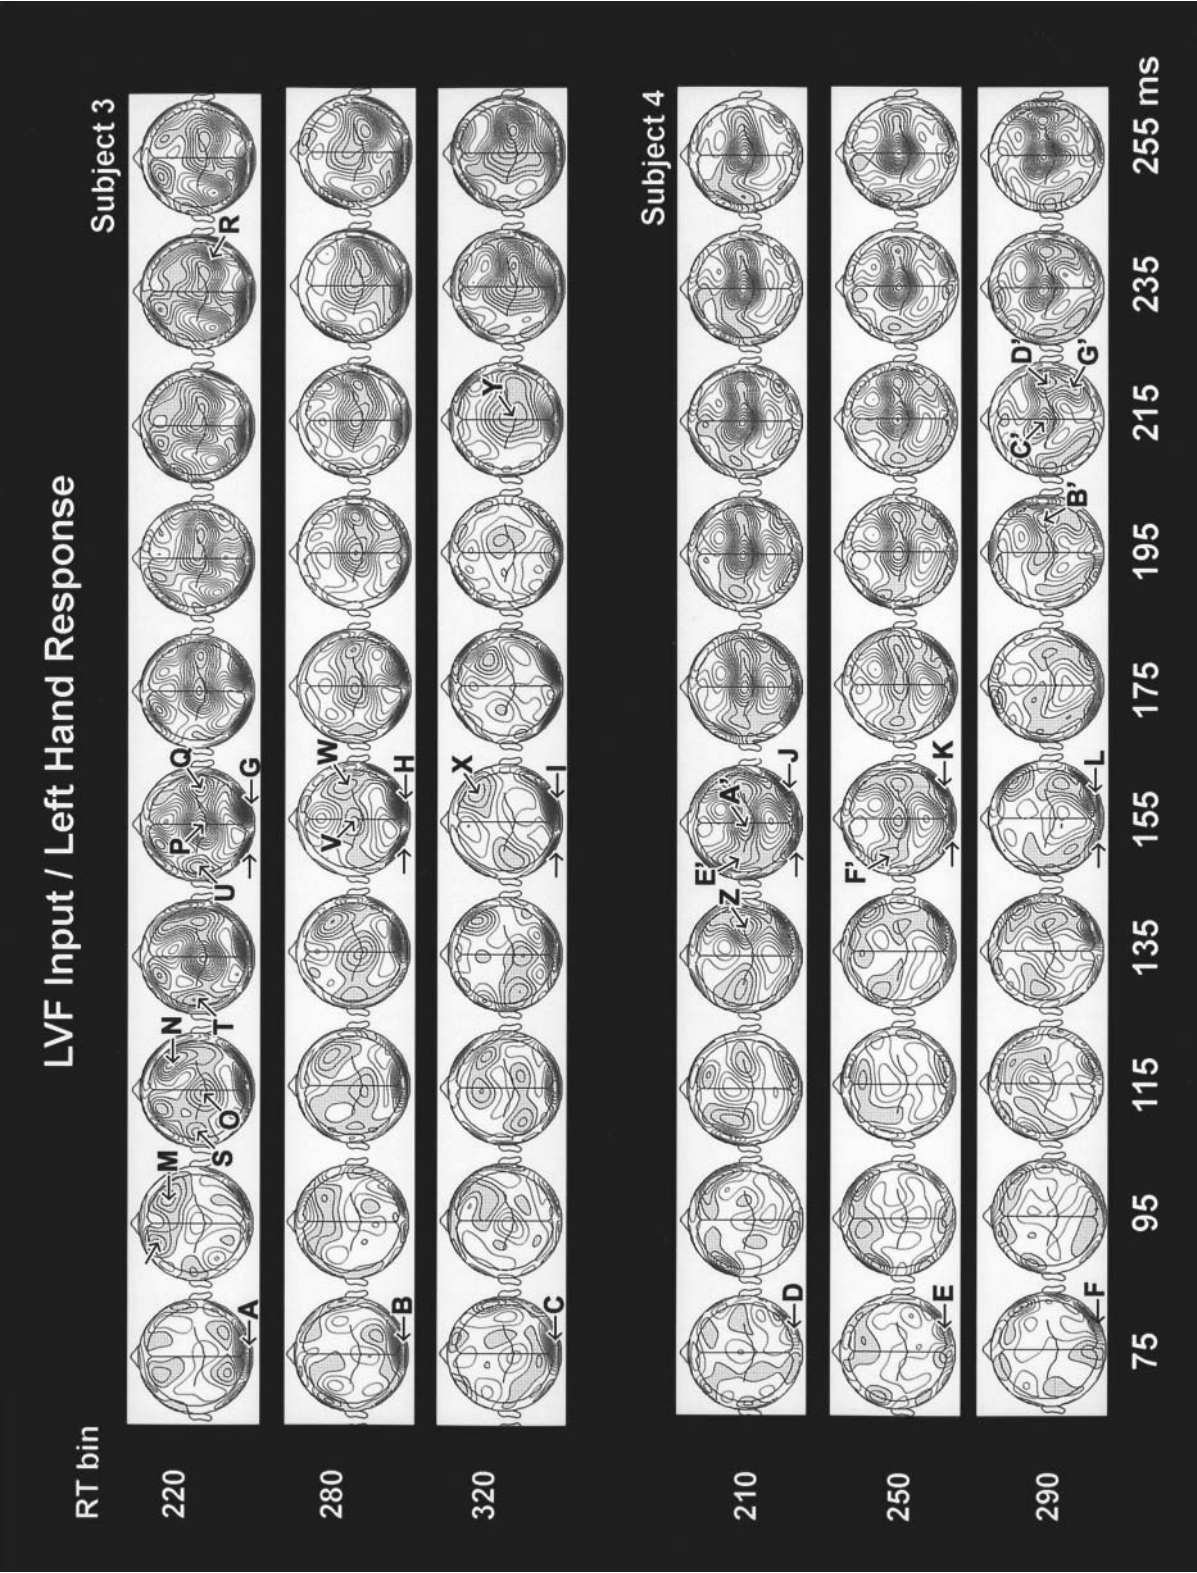 LVF Input / Left Hand Response
RT bin Subject 3
220 M N P Q
S O T U R
A G
280 V W
B H
320 X Y
C I
Subject 4
210 Z E' A'
D J
250 F'
E K
290 C' D'
F L B' G'
75 95 115 135 155 175 195 215 235 255 ms